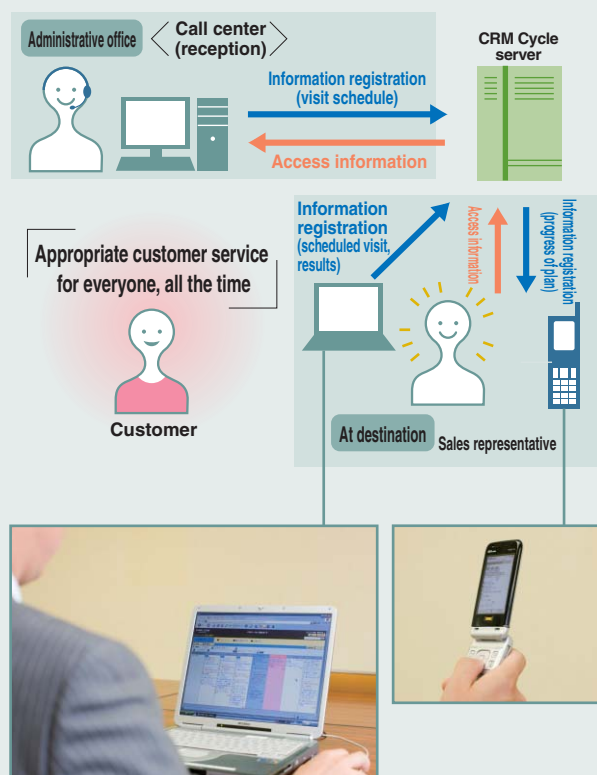 Administrative office
Call center
(reception)
CRM Cycle
server
Information registration
(visit schedule)
Access information
Information
registration
(scheduled visit,
results)
Access information
Information registration
(progress of plan)
Appropriate customer service
for everyone, all the time
Customer
At destination
Sales representative